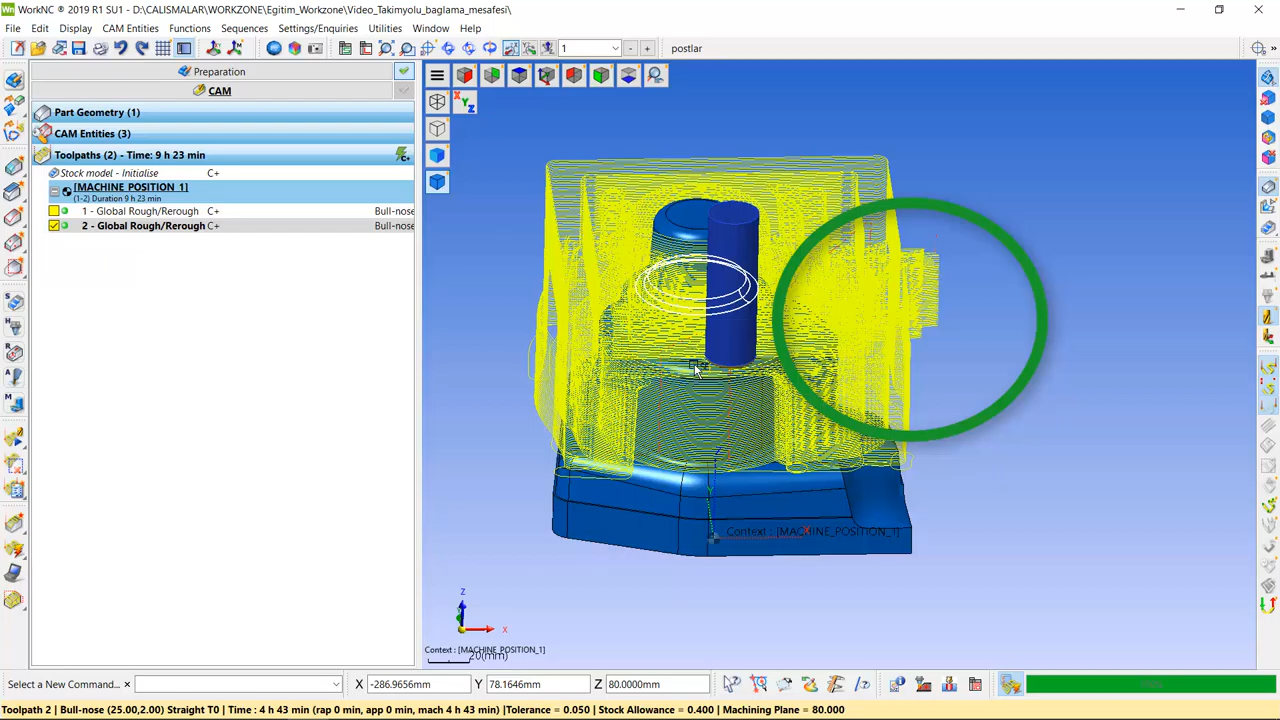 WorkNC © 2019 R1 SU1 - D:\CALISMALAR\WORKZONE\Egitim_Workzone\Video_Takimyolu_baglama_mesafesi\
File Edit Display CAM Entities Functions Sequences Settings/Enquiries Utilities Window Help
1 - + postlar
Preparation
CAM
Part Geometry (1)
CAM Entities (3)
Toolpaths (2) - Time: 9 h 23 min C+
Stock model - Initialise C+
[MACHINE_POSITION_1]
(1-2) Duration 9 h 23 min
1 - Global Rough/Rerough C+ Bull-nose
2 - Global Rough/Rerough C+ Bull-nose
X Y Z
Z
Y X
Context : [MACHINE_POSITION_1]
Z
X
Context : [MACHINE_POSITION_1]
20(mm)
Select a New Command... X -286.9656mm Y 78.1646mm Z 80.0000mm
Toolpath 2 | Bull-nose (25.00,2.00) Straight T0 | Time : 4 h 43 min (rap 0 min, app 0 min, mach 4 h 43 min) |Tolerance = 0.050 | Stock Allowance = 0.400 | Machining Plane = 80.000